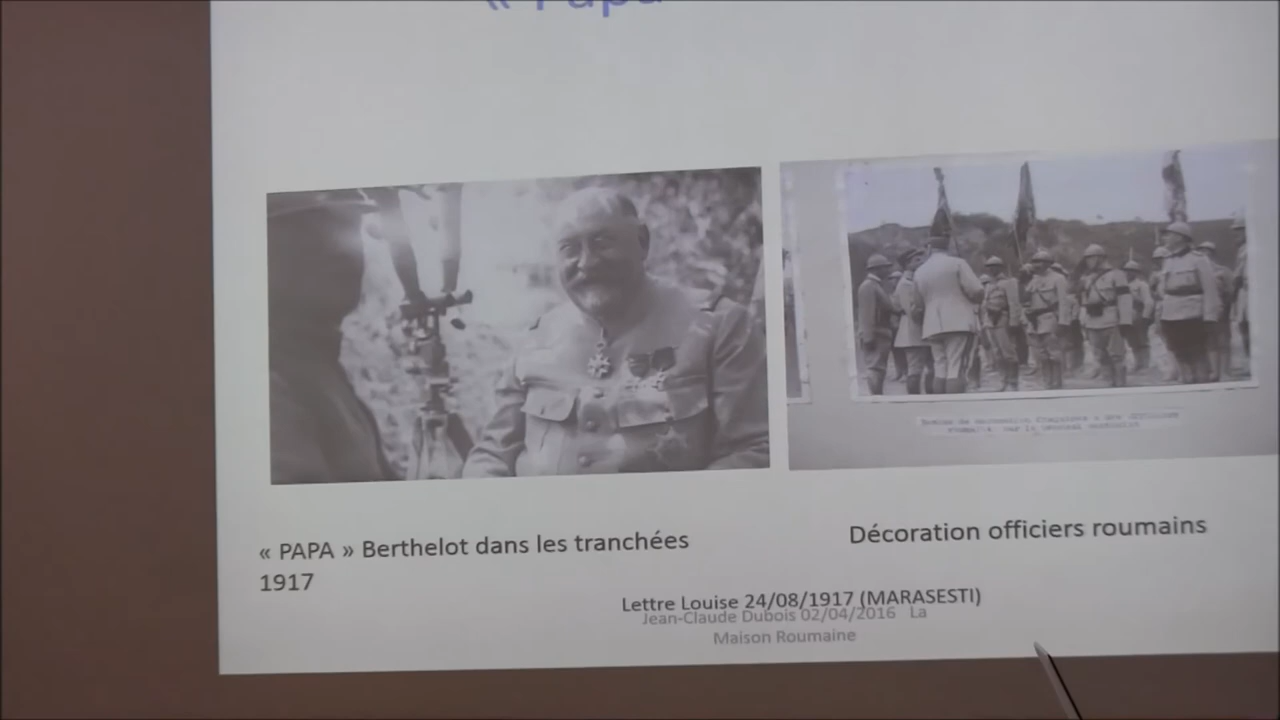 « Papa
« PAPA » Berthelot dans les tranchées
1917
Décoration officiers roumains
Lettre Louise 24/08/1917 (MARASESTI)
Jean-Claude Dubois 02/04/2016 La
Maison Roumaine